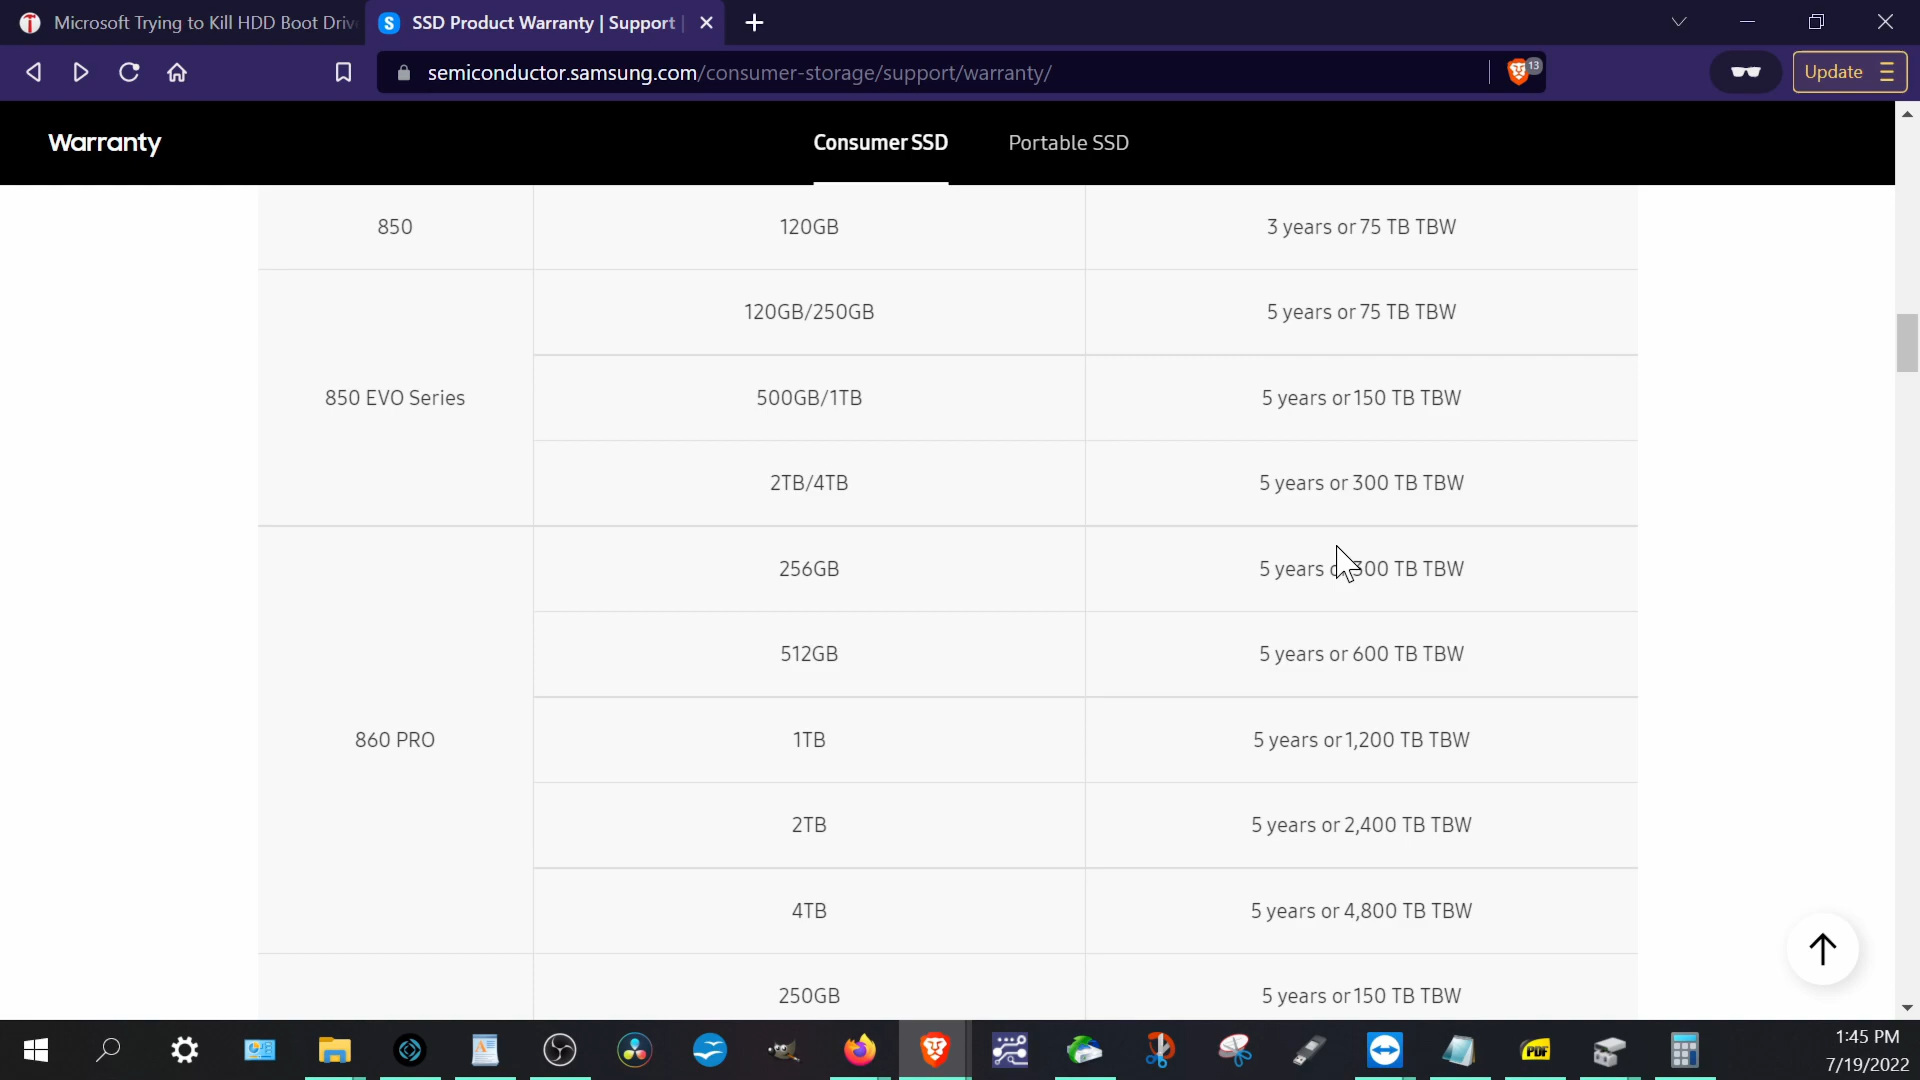 Microsoft Trying to Kill HDD Boot Driv
SSD Product Warranty | Support |
semiconductor.samsung.com/consumer-storage/support/warranty/
13
Update
Warranty
Consumer SSD
Portable SSD
850
120GB
3 years or 75 TB TBW
120GB/250GB
5 years or 75 TB TBW
850 EVO Series
500GB/1TB
5 years or 150 TB TBW
2TB/4TB
5 years or 300 TB TBW
256GB
5 years 300 TB TBW
512GB
5 years or 600 TB TBW
860 PRO
1TB
5 years or 1,200 TB TBW
2TB
5 years or 2,400 TB TBW
4TB
5 years or 4,800 TB TBW
250GB
5 years or 150 TB TBW
PDF
1:45 PM
7/19/2022